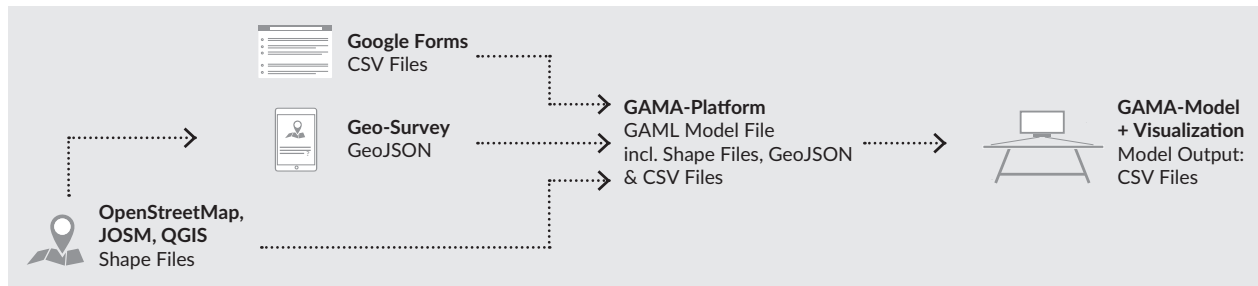 Google Forms
CSV Files
Geo-Survey
GeoJSON
OpenStreetMap,
JOSM, QGIS
Shape Files
GAMA-Platform
GAML Model File
incl. Shape Files, GeoJSON
& CSV Files
GAMA-Model
+ Visualization
Model Output:
CSV Files